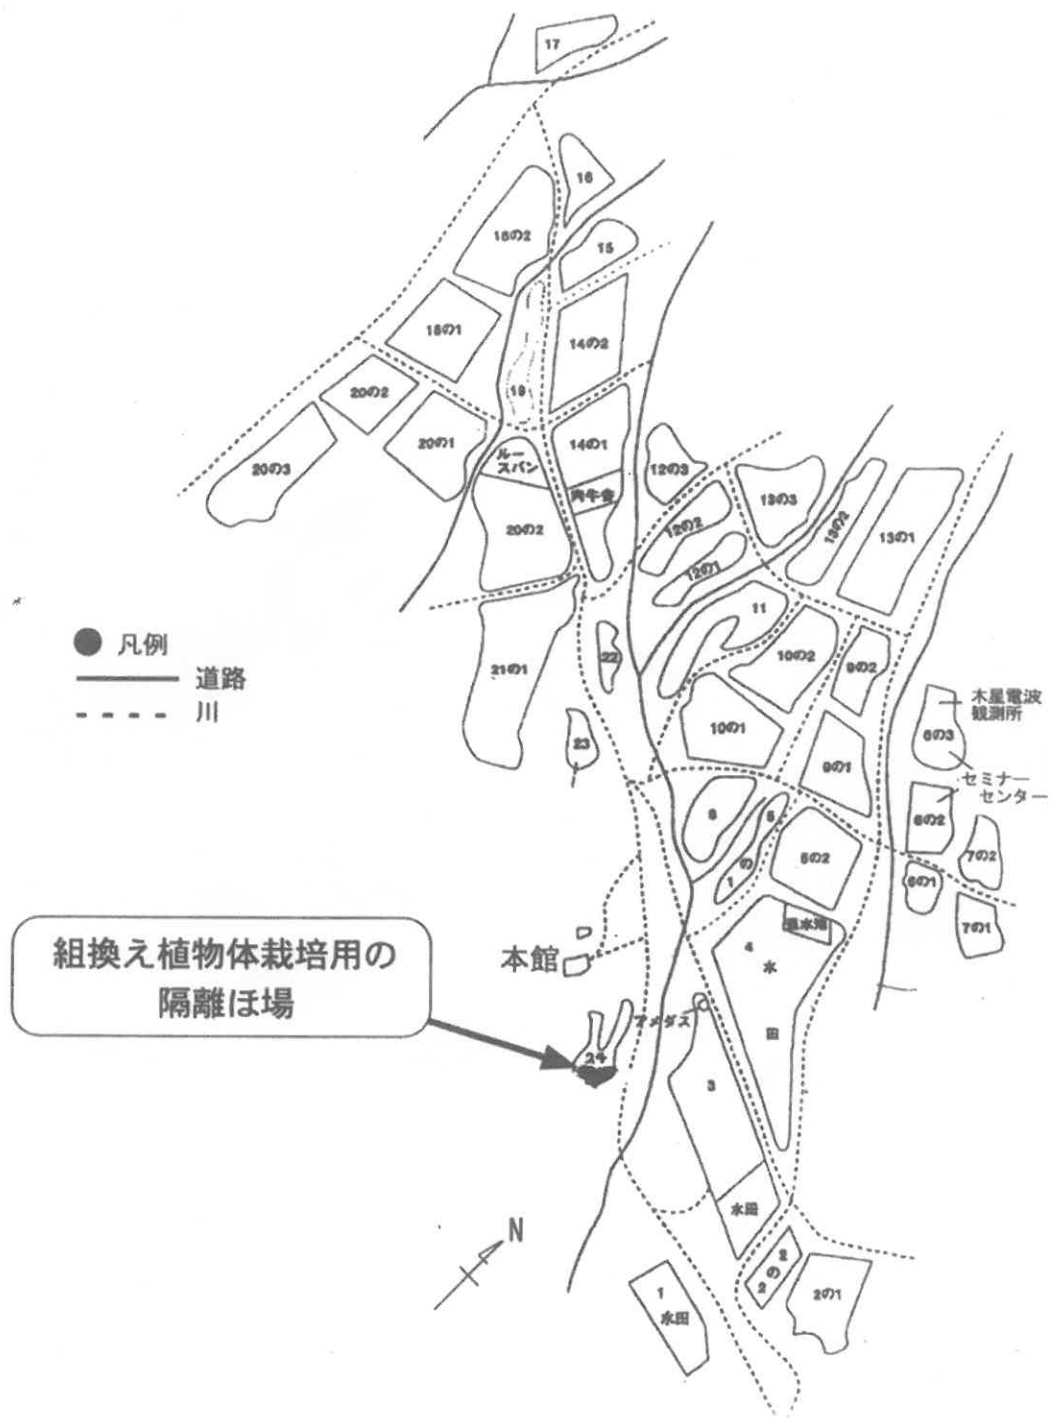 17
16
18の2
15
18の1
14の2
19
20の2
20の1
14の1
20の3
ルー
スバン
肉牛舎
12の3
13の3
13の2
13の1
20の2
12の2
12の1
11
凡例
道路
川
21の1
22
10の2
9の2
木星電波
観測所
23
10の1
6の3
9の1
セミナー
センター
8
5
の
1
5の2
6の2
7の2
6の1
7の1
温水池
4
水
田
組換え植物体栽培用の
隔離ほ場
本館
アメダス
24
3
水田
N
2
の
2
2の1
1
水田